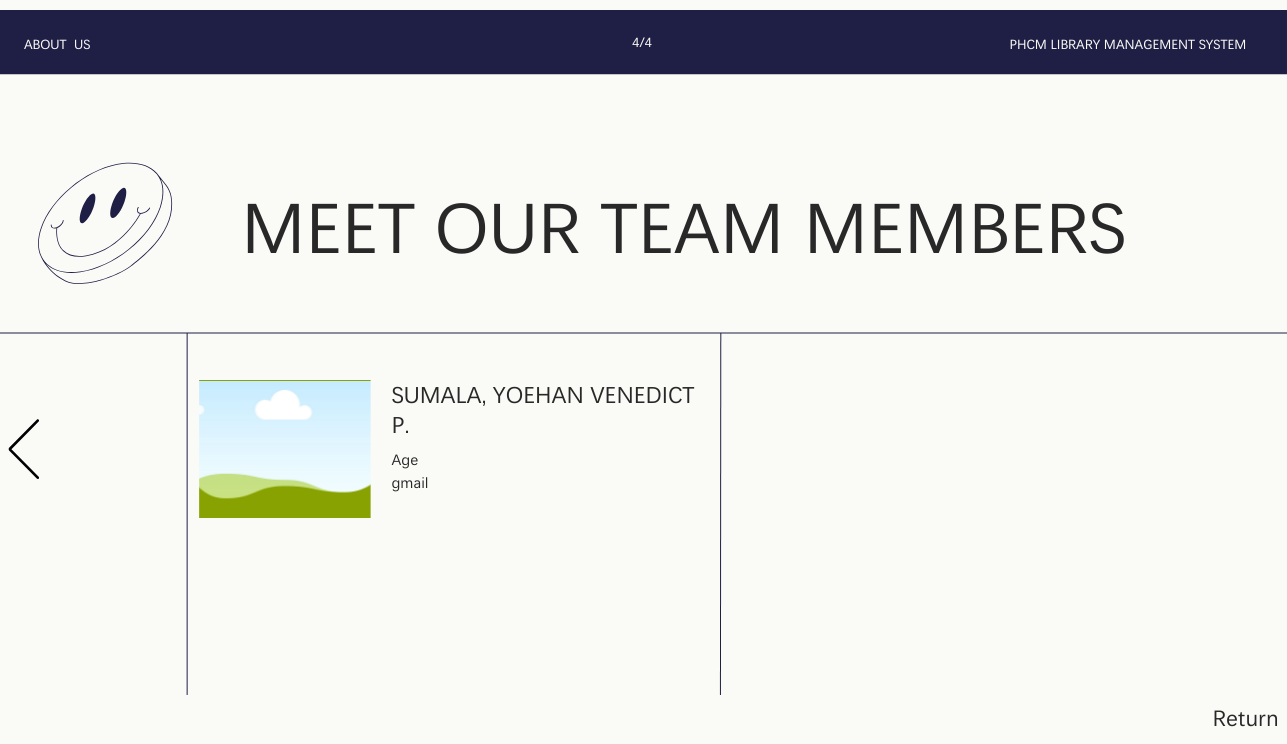 ABOUT  US
4/4
PHCM LIBRARY MANAGEMENT SYSTEM
MEET OUR TEAM MEMBERS
SUMALA, YOEHAN VENEDICT
P.
Age
gmail
Return